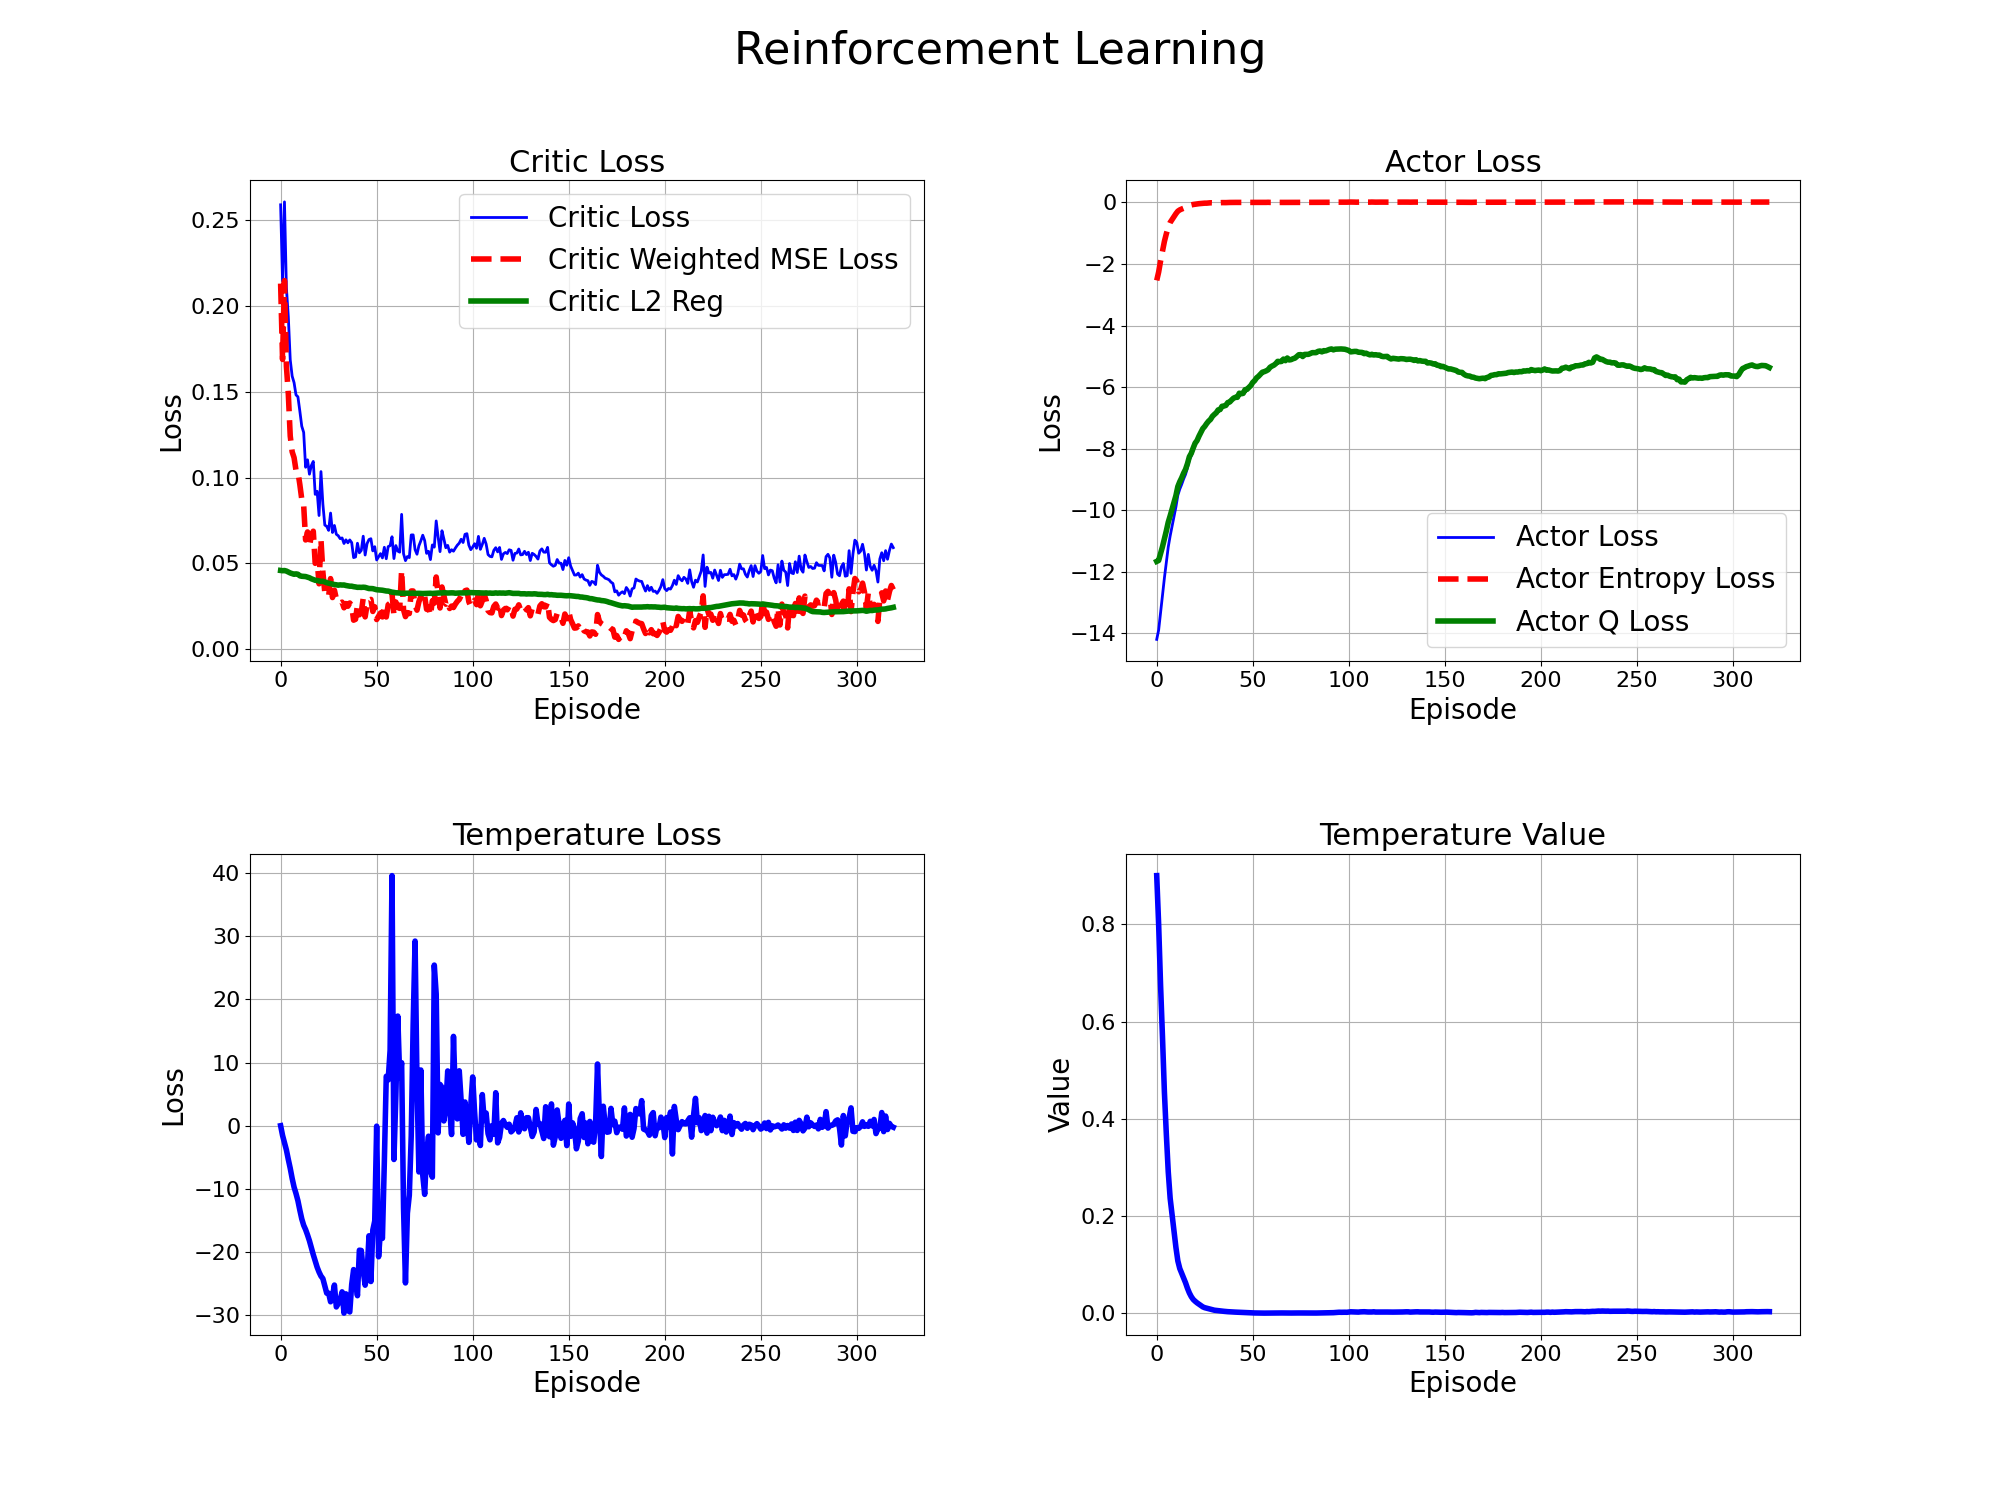 Reinforcement Learning
Critic Loss
Loss
0.25
0.20
0.15
0.10
0.05
0.00
Critic Loss
Critic Weighted MSE Loss
Critic L2 Reg
0 50 100 150 200 250 300
Episode
Actor Loss
Loss
0
−2
−4
−6
−8
−10
−12
−14
Actor Loss
Actor Entropy Loss
Actor Q Loss
0 50 100 150 200 250 300
Episode
Temperature Loss
Loss
40
30
20
10
0
−10
−20
−30
0 50 100 150 200 250 300
Episode
Temperature Value
Value
0.8
0.6
0.4
0.2
0.0
0 50 100 150 200 250 300
Episode